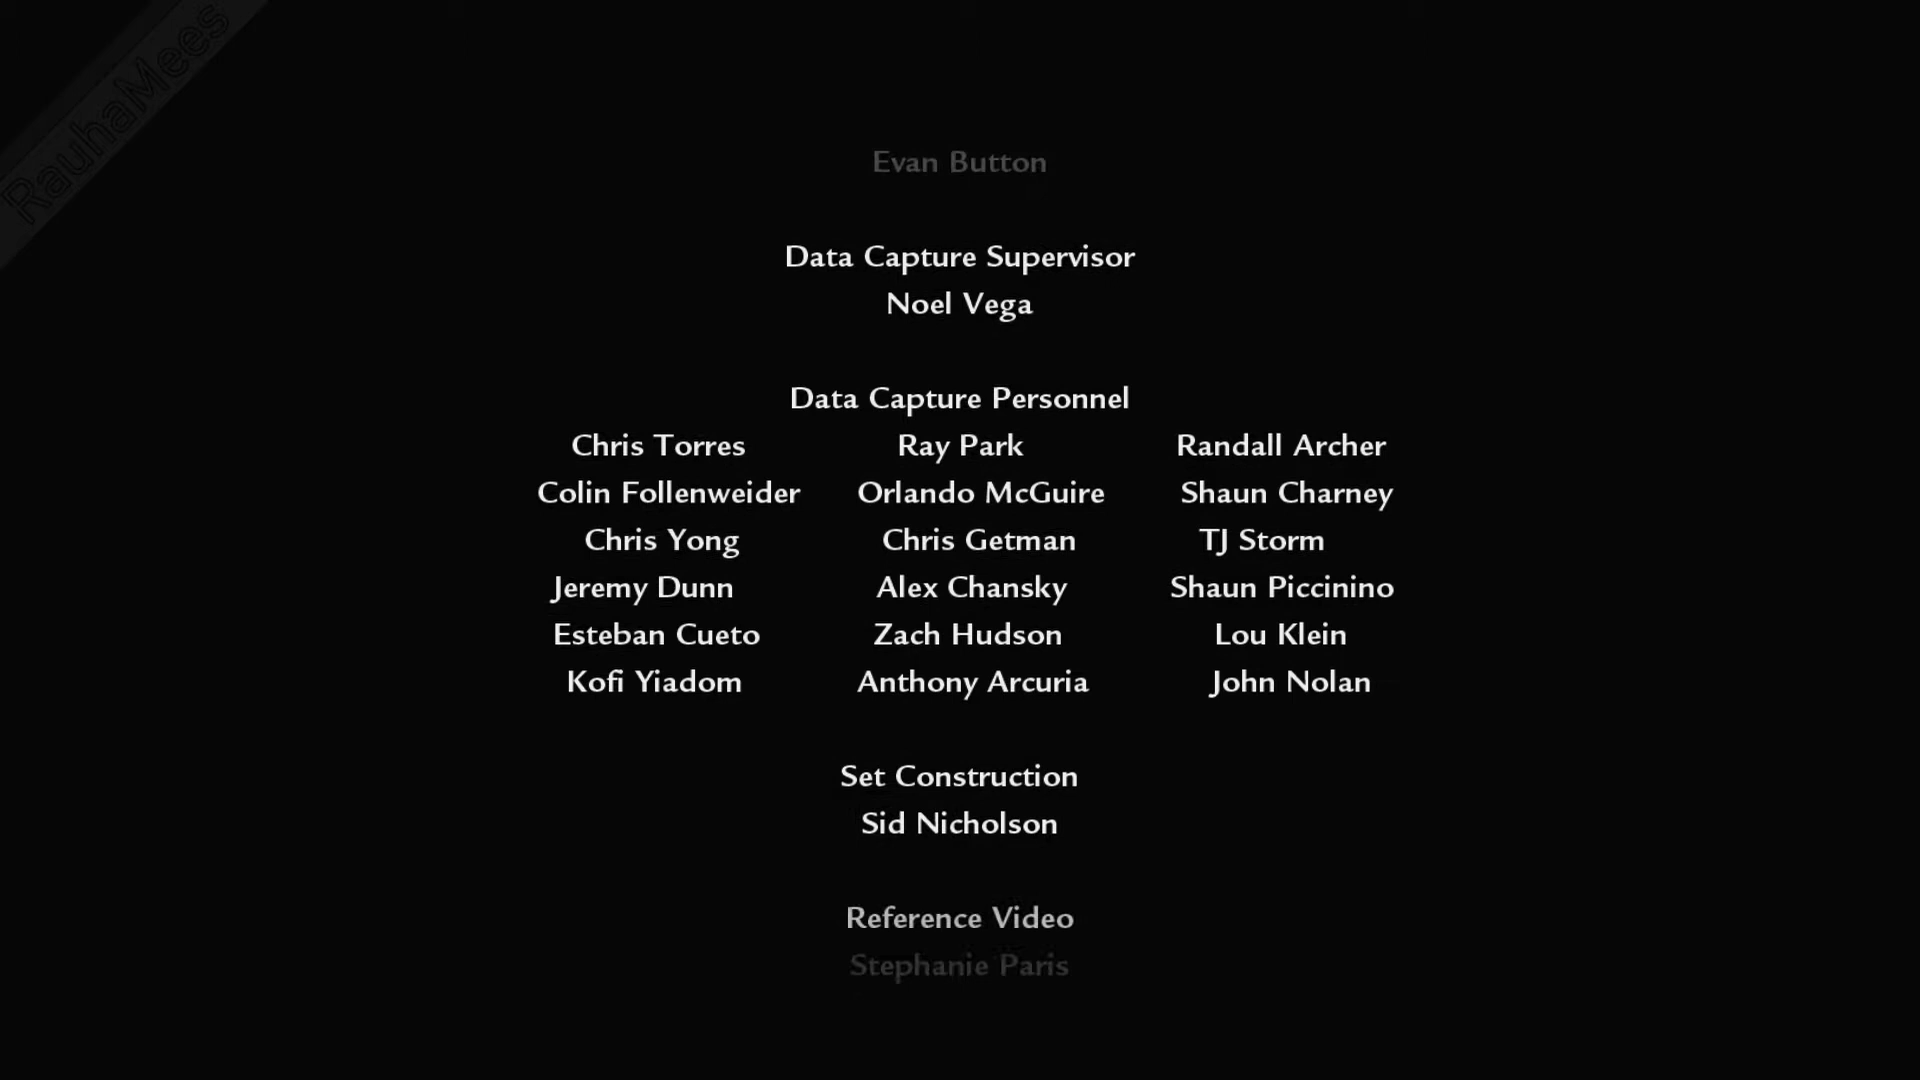 RauhaMees
Evan Button
Data Capture Supervisor
Noel Vega
Data Capture Personnel
Chris Torres Ray Park Randall Archer
Colin Follenweider Orlando McGuire Shaun Charney
Chris Yong Chris Getman TJ Storm
Jeremy Dunn Alex Chansky Shaun Piccinino
Esteban Cueto Zach Hudson Lou Klein
Kofi Yiadom Anthony Arcuria John Nolan
Set Construction
Sid Nicholson
Reference Video
Stephanie Paris